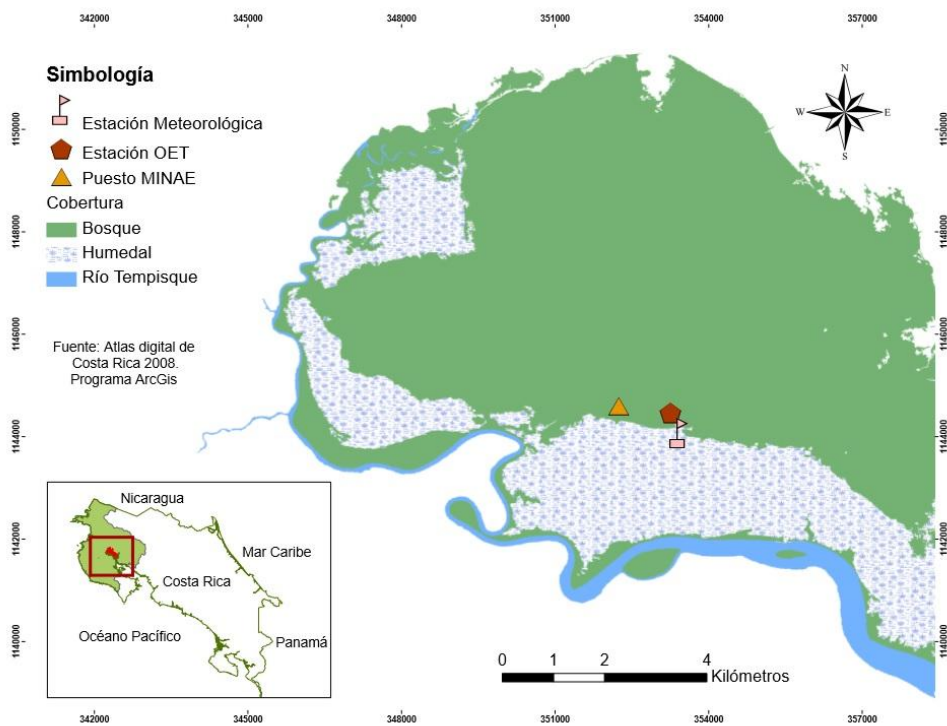 342000 345000 348000 351000 354000 357000
Simbología
Estación Meteorológica
Estación OET
Puesto MINAE
Cobertura
Bosque
Humedal
Río Tempisque
Fuente: Atlas digital de
Costa Rica 2008.
Programa ArcGis
N
W E
S
1150000 1150000
1148000 1148000
1146000 1146000
1144000 1144000
1142000 1142000
1140000 1140000
Nicaragua
Mar Caribe
Costa Rica
Océano Pacífico
Panamá
0 1 2 4
Kilómetros
342000 345000 348000 351000 354000 357000